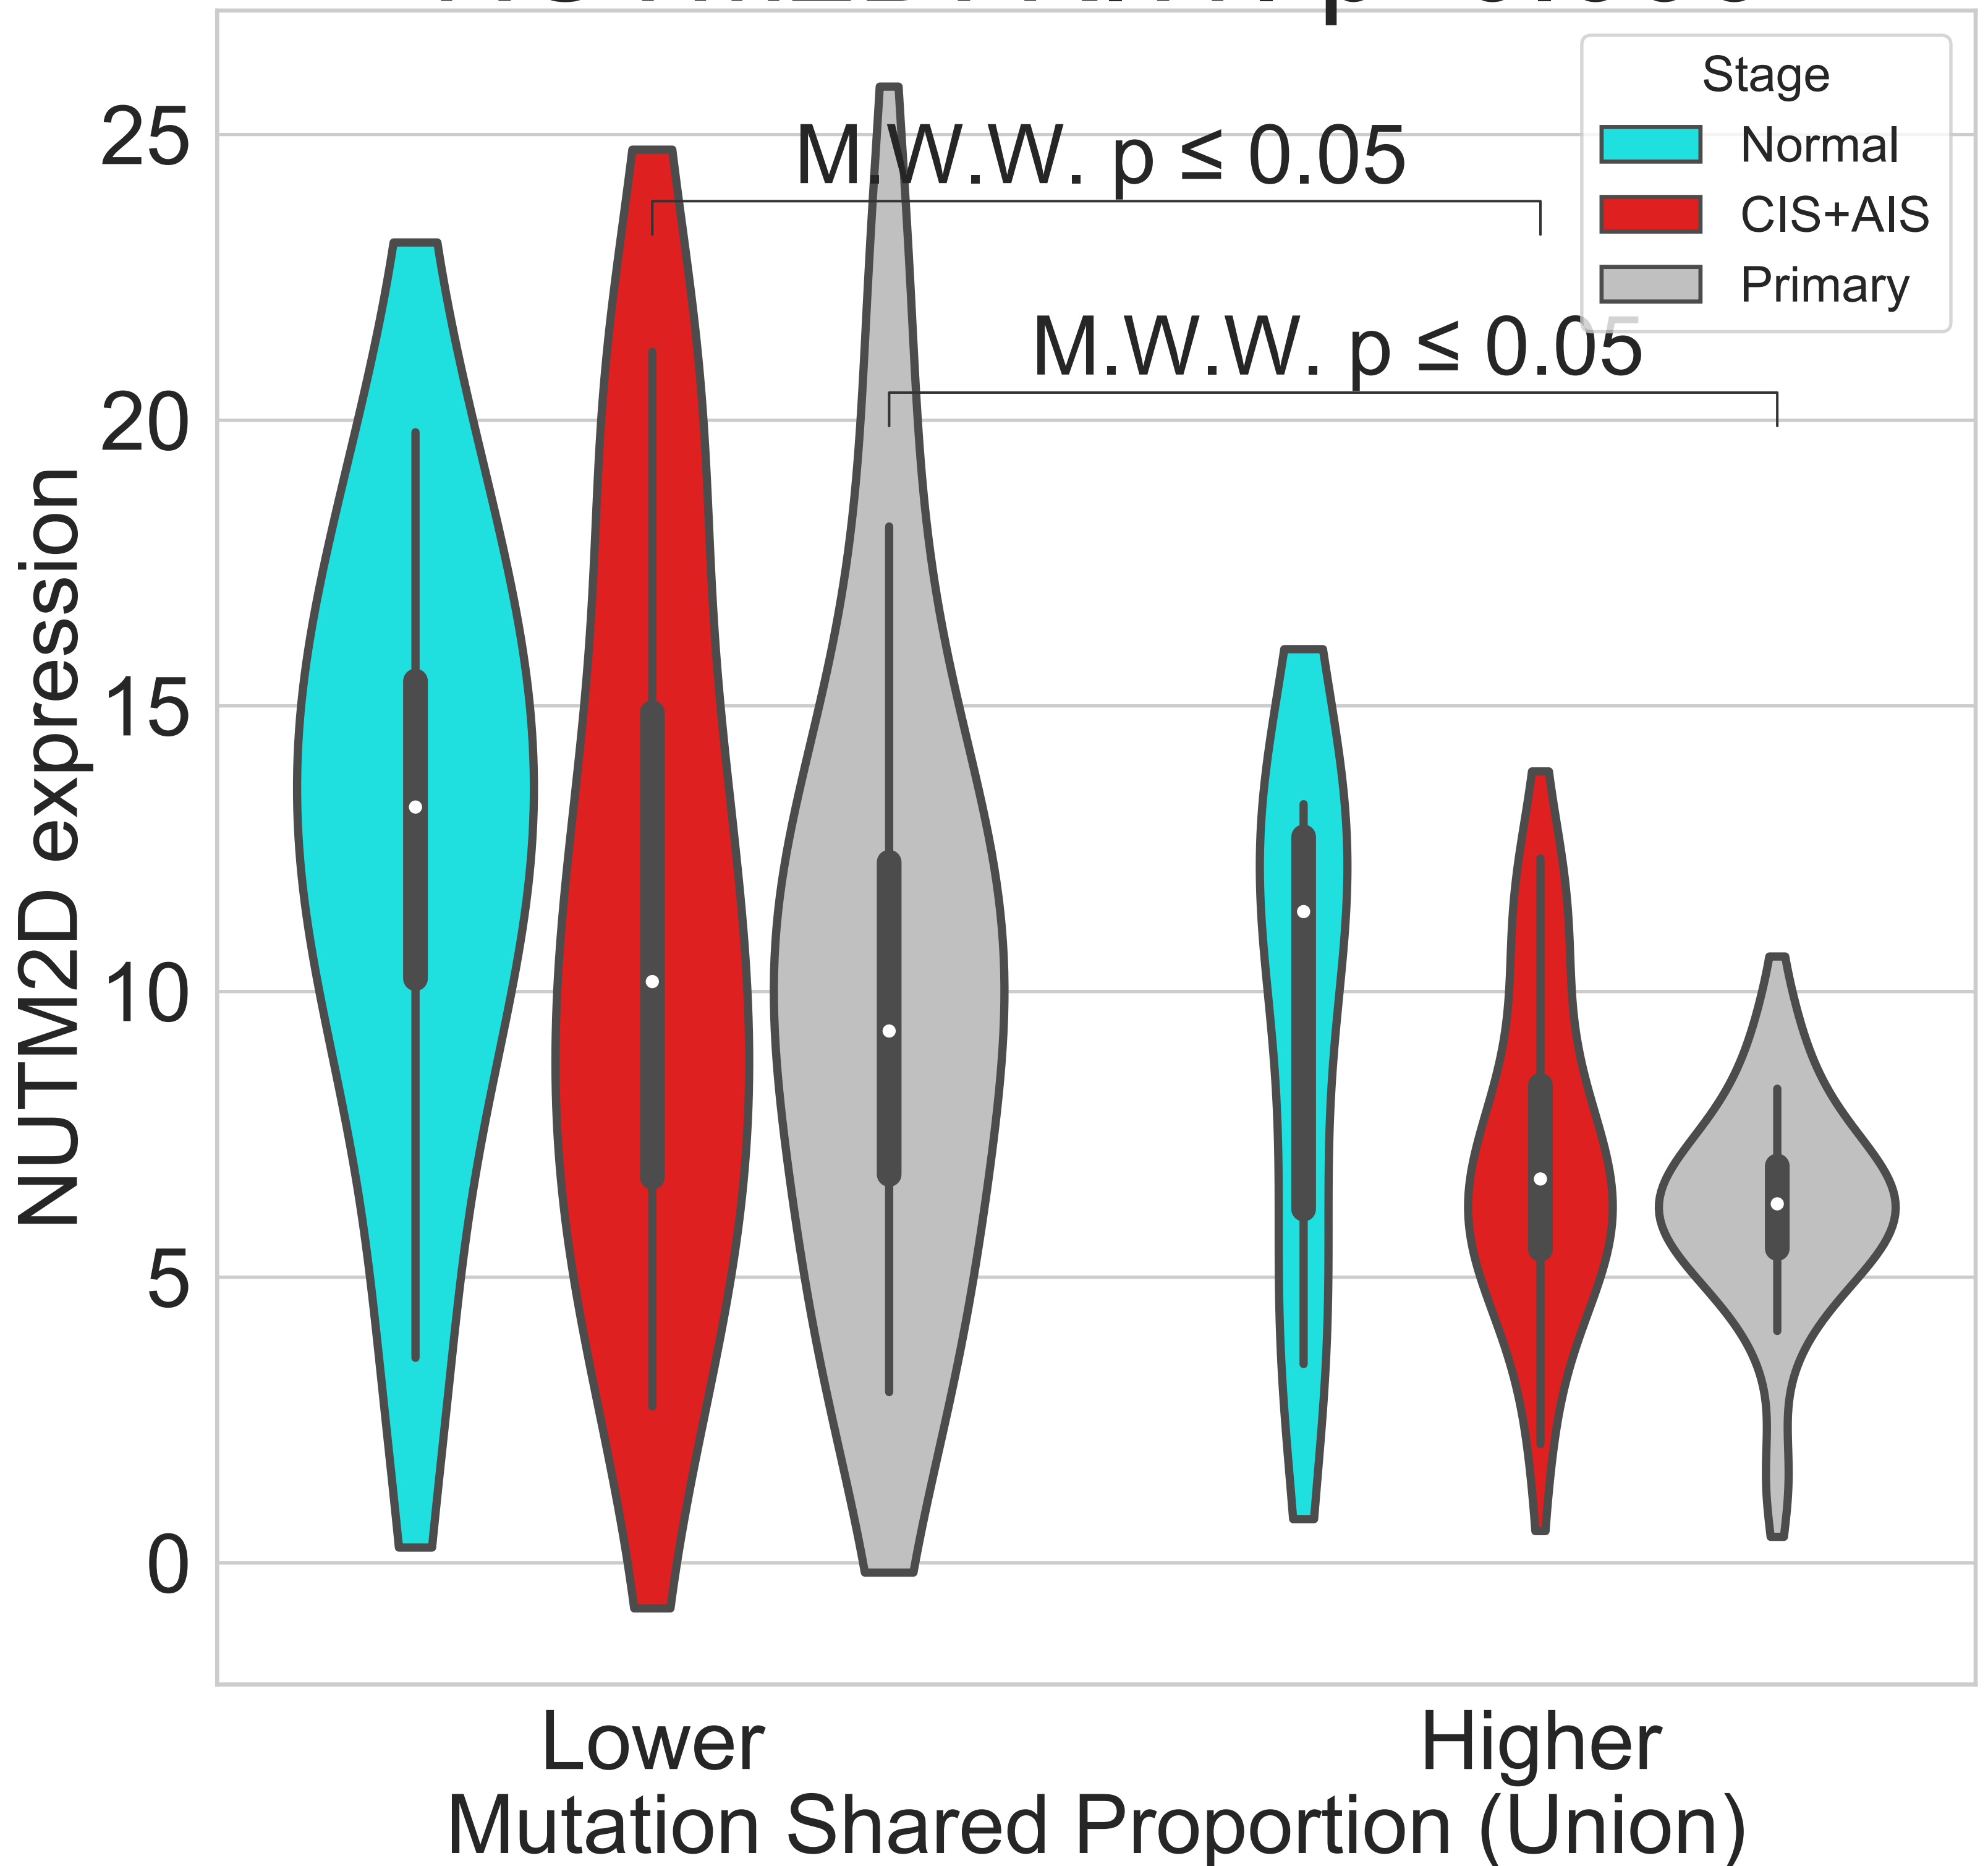 Stage
Normal
CIS+AIS
Primary
M.W.W. p ≤ 0.05
M.W.W. p ≤ 0.05
25
20
15
10
5
0
NUTM2D expression
Lower
Higher
Mutation Shared Proportion (Union)